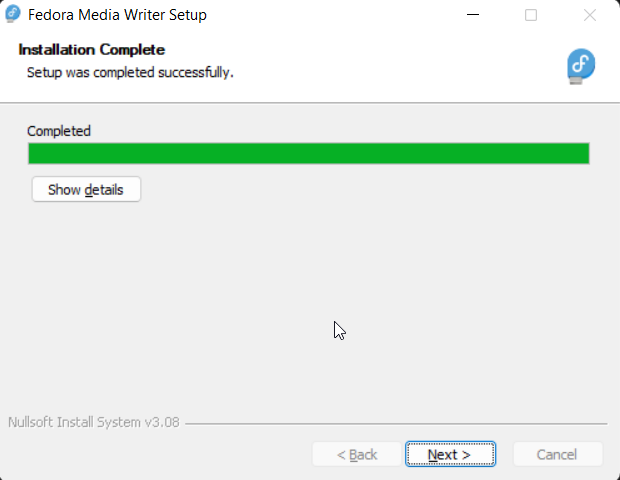 Fedora Media Writer Setup
Installation Complete
Setup was completed successfully.
Completed
Show details
Nullsoft Install System v3.08
< Back
Next >
Cancel